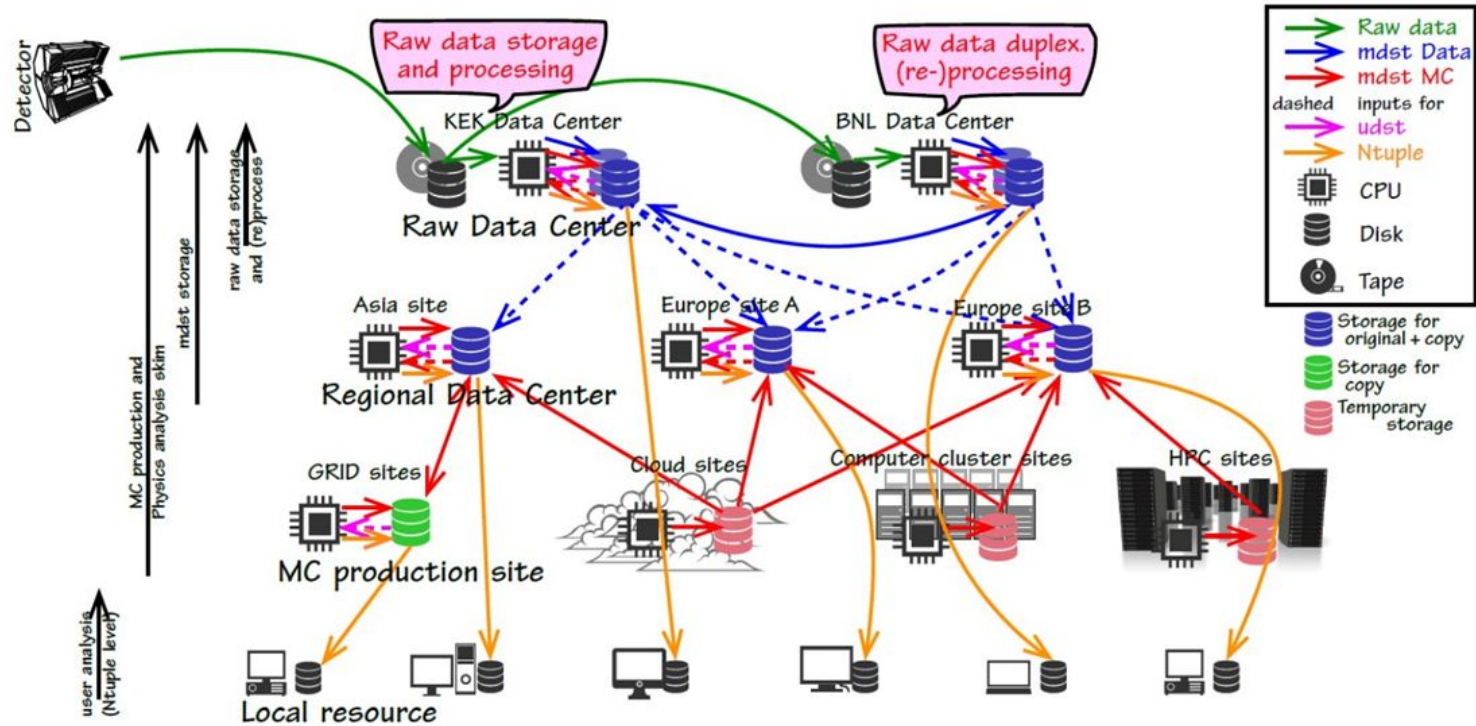 Detector
Raw data storage
and processing
Raw data duplex.
(re-)processing
Raw data
mdst Data
mdst MC
dashed inputs for
udst
Ntuple
CPU
Disk
Tape
Storage for
original + copy
Storage for
copy
Temporary
storage
KEK Data Center
BNL Data Center
Raw Data Center
raw data storage
and (re)process
mdst storage
MC production and
Physics analysis skim
Asia site
Europe site A
Europe site B
Regional Data Center
GRID sites
Cloud sites
Computer cluster sites
HPC sites
MC production site
user analysis
(Ntuple level)
Local resource